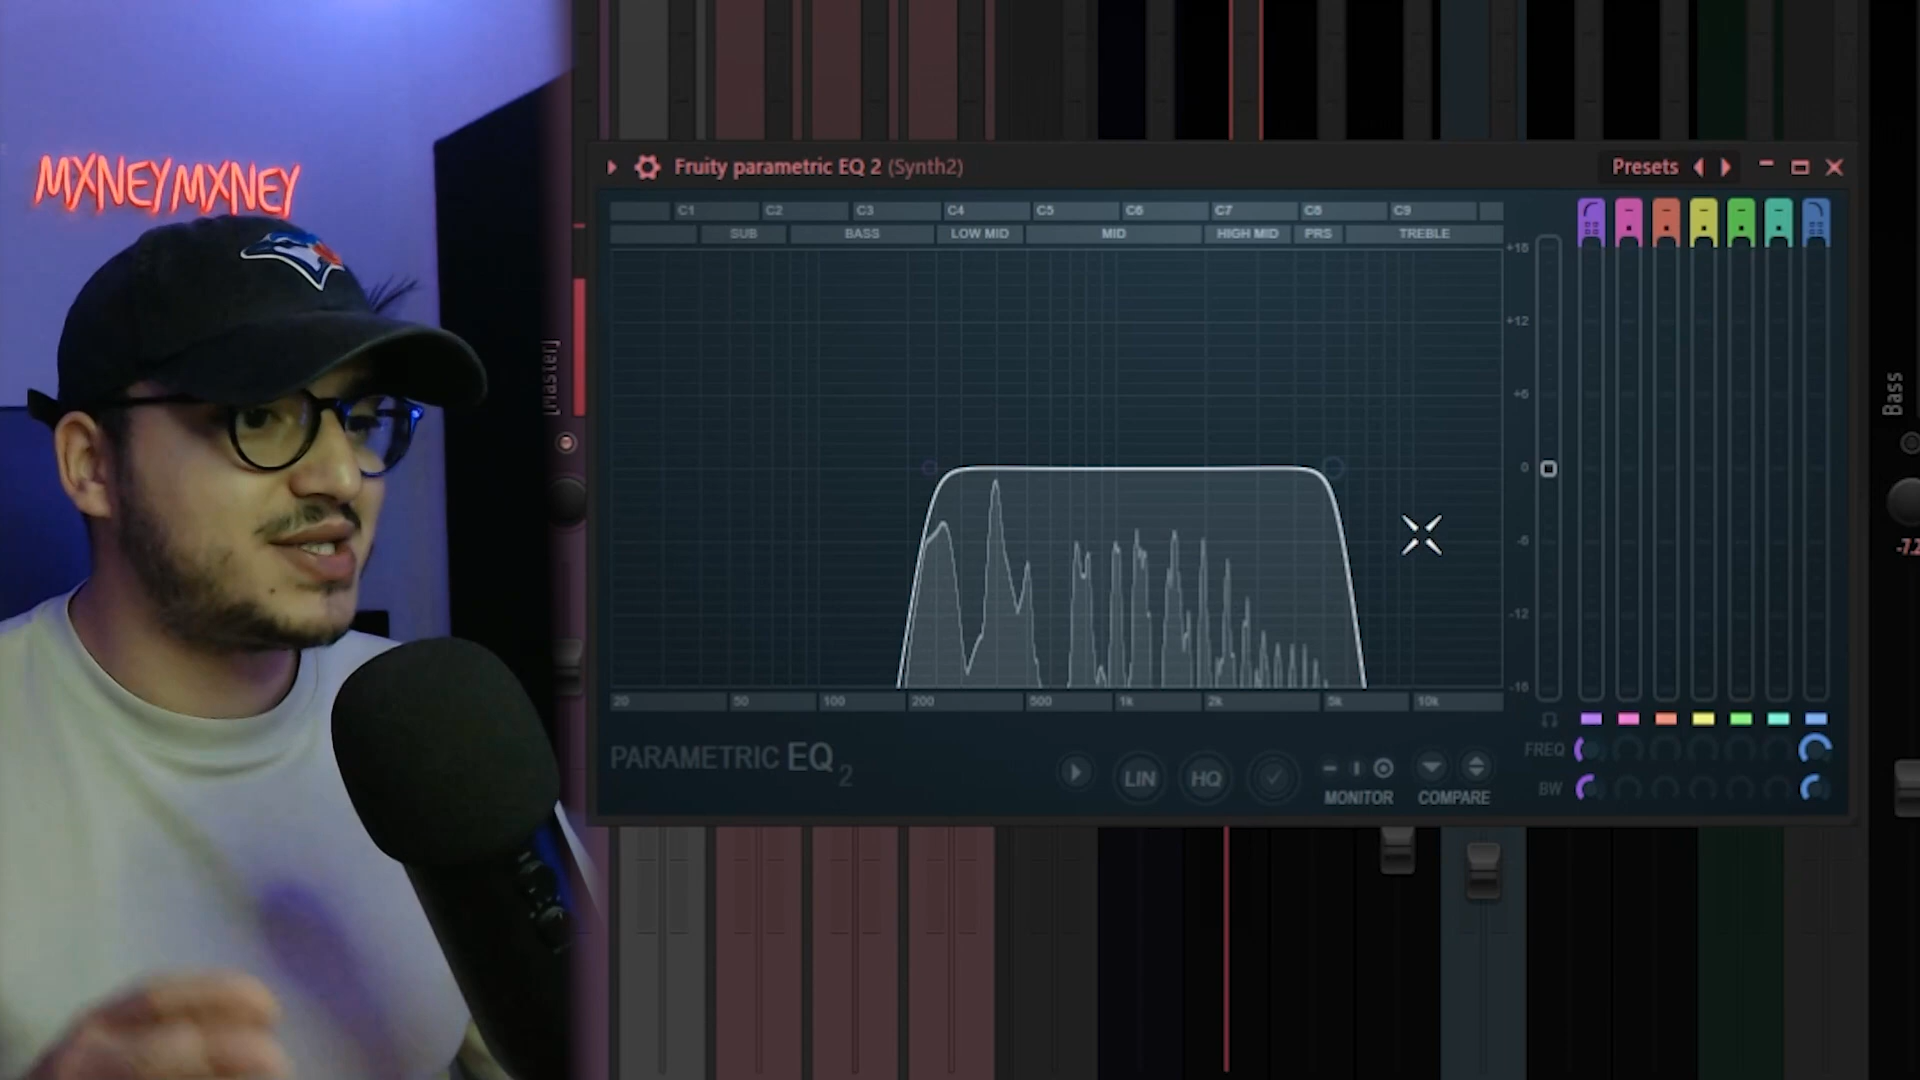 MXNEYMXNEY
Fruity parametric EQ 2 (Synth2)
Presets
C1 C2 C3 C4 C5 C6 C7 C8 C9
SUB BASS LOW MID MID HIGH MID PRS TREBLE
+18
+12
+6
0
-6
-12
-18
20 50 100 200 500 1k 2k 5k 10k
PARAMETRIC EQ 2
LIN
HQ
MONITOR
COMPARE
FREQ
BW
[Master]
Bass
-7.2